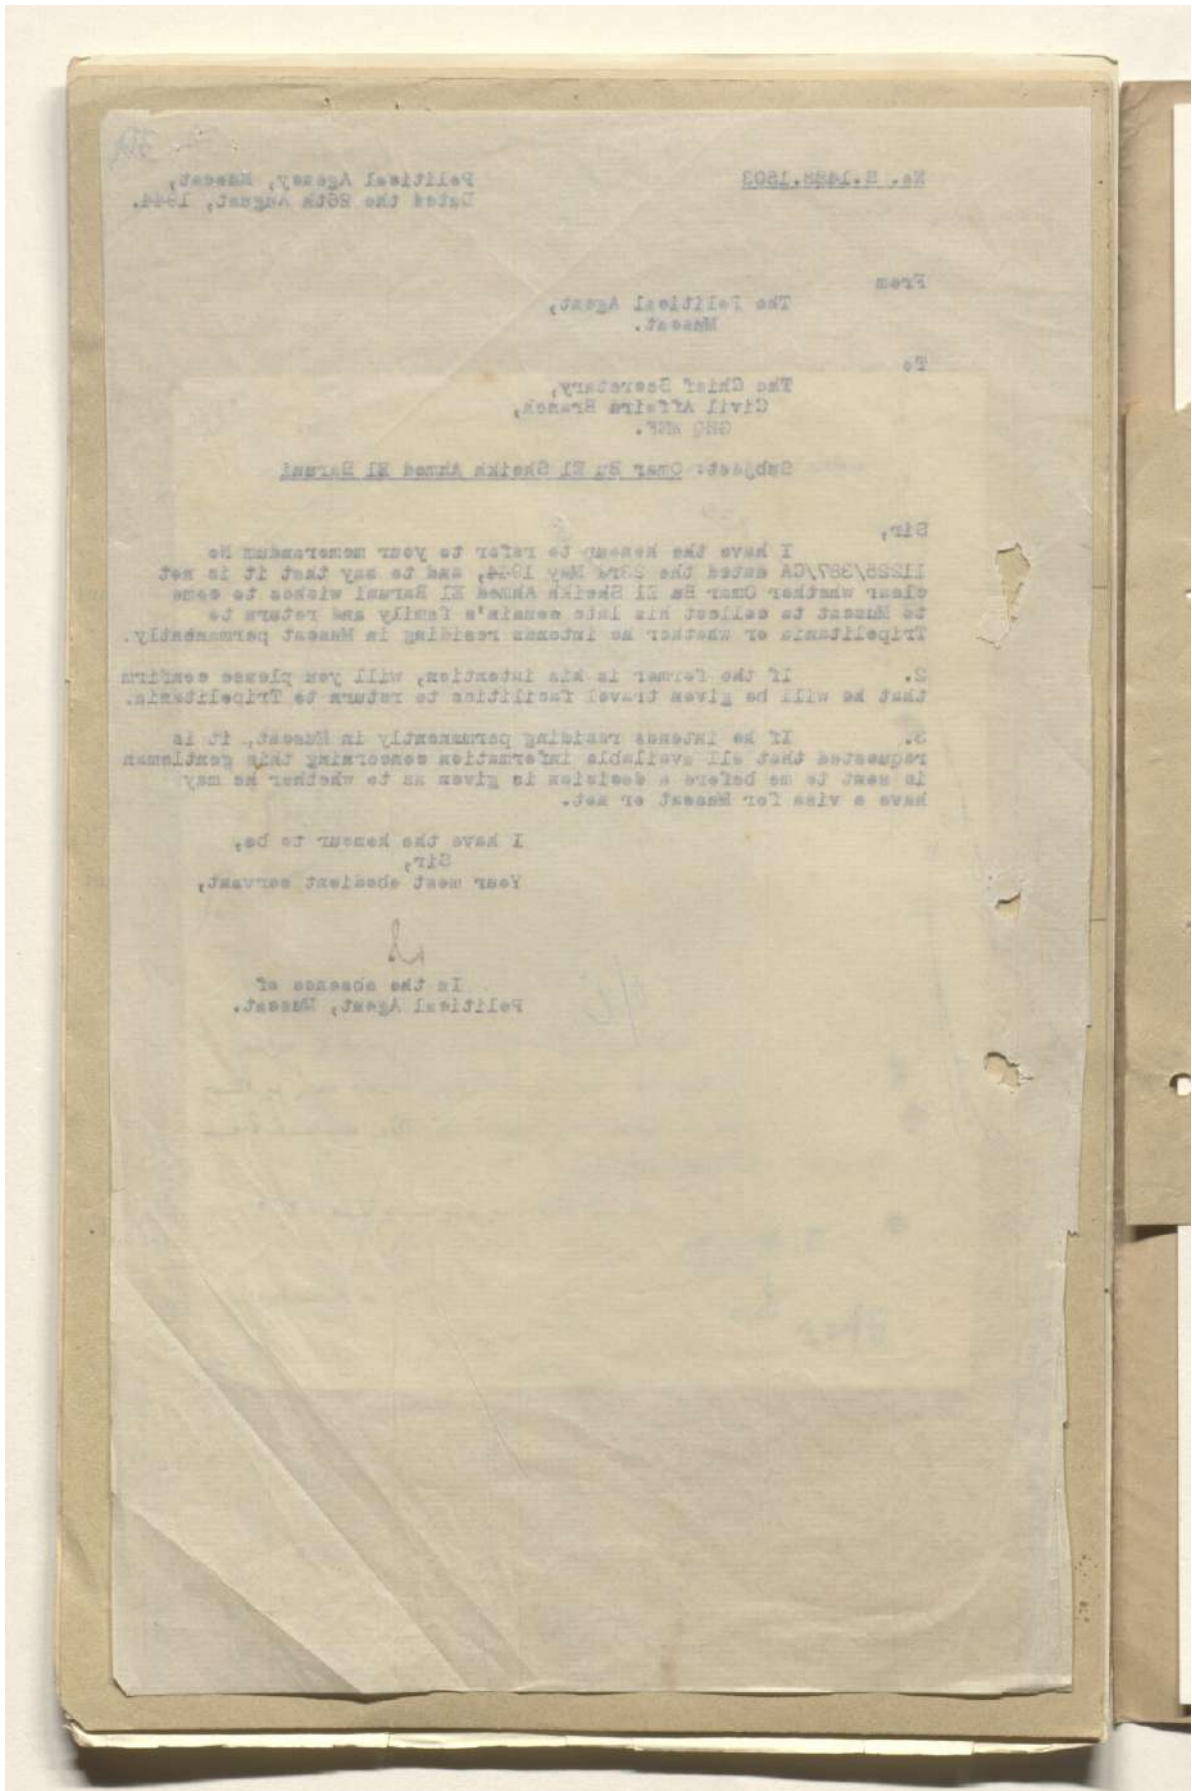 No. E.1428.1503
Political Agency, Muscat,
Dated the 26th August, 1944.
From
The Political Agent,
Muscat.
To
The Chief Secretary,
Civil Affairs Branch,
GHQ MEF.
Subject: Omar Bu El Sheikh Ahmed El Baruni
Sir,
I have the honour to refer to your memorandum No
11225/387/CA dated the 23rd May 1944, and to say that it is not
clear whether Omar Bu El Sheikh Ahmed El Baruni wishes to come
to Muscat to collect his late cousin's family and return to
Tripolitania or whether he intends residing in Muscat permanently.
2. If the former is his intention, will you please confirm
that he will be given travel facilities to return to Tripolitania.
3. If he intends residing permanently in Muscat, it is
requested that all available information concerning this gentleman
is sent to me before a decision is given as to whether he may
have a visa for Muscat or not.
I have the honour to be,
Sir,
Your most obedient servant,
In the absence of
Political Agent, Muscat.